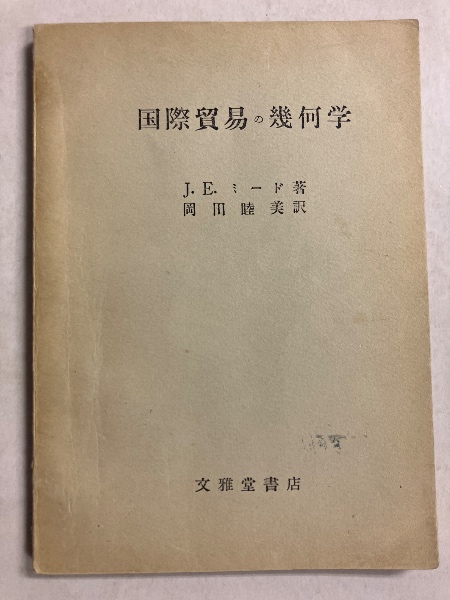 国際貿易の幾何学
J.E.ミード著
岡田睦美訳
文雅堂書店